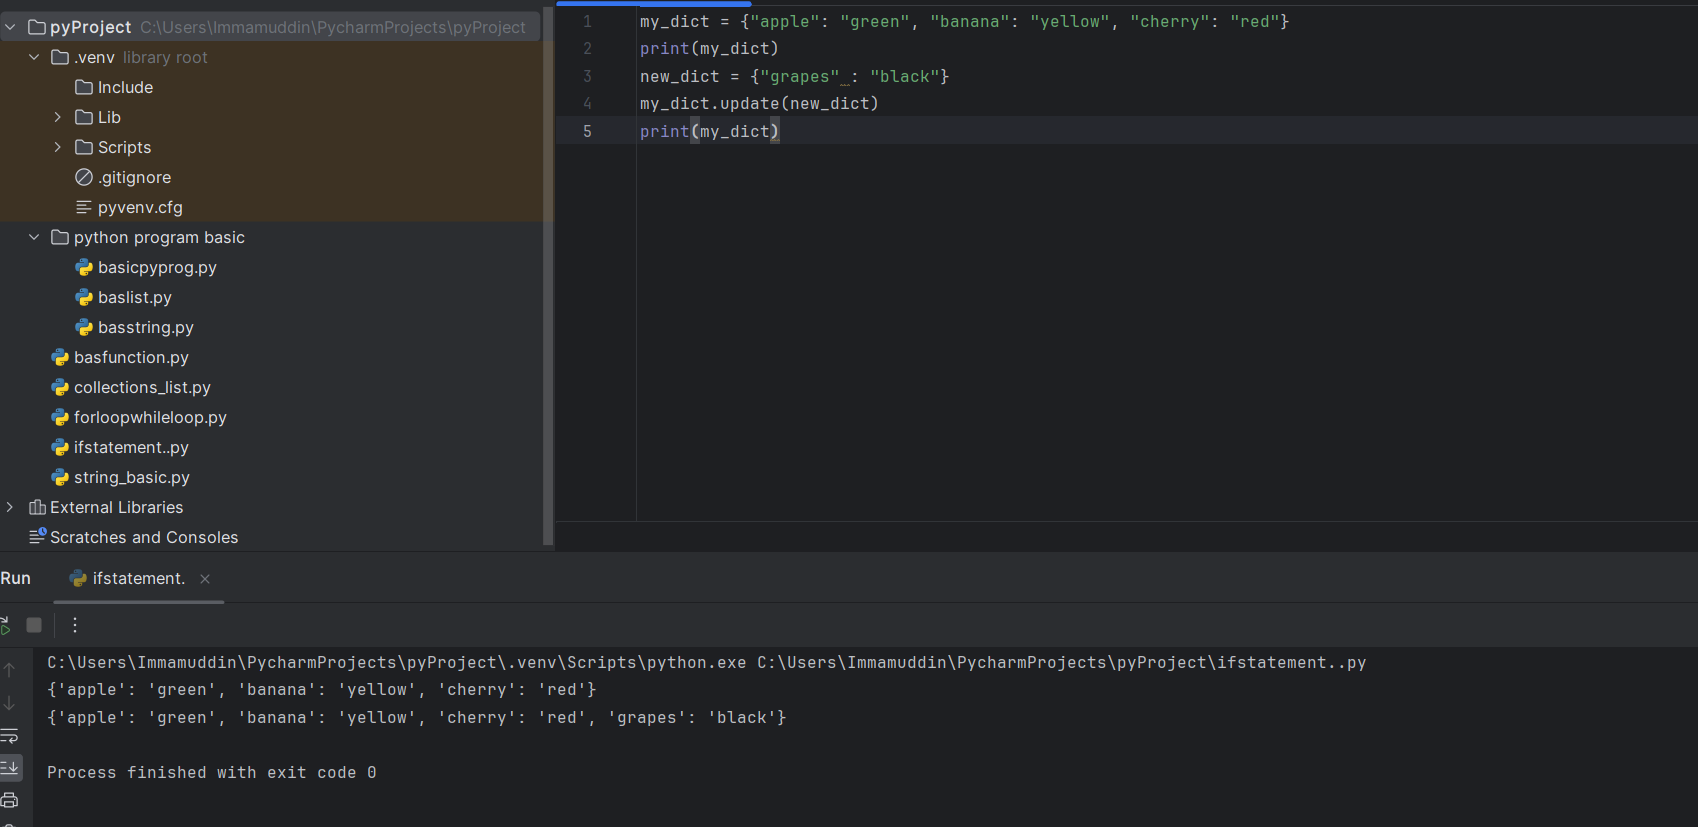 pyProject C:\Users\Immamuddin\PycharmProjects\pyProject
.venv library root
Include
Lib
Scripts
.gitignore
pyvenv.cfg
python program basic
basicpyprog.py
baslist.py
basstring.py
basfunction.py
collections_list.py
forloopwhileloop.py
ifstatement..py
string_basic.py
External Libraries
Scratches and Consoles
1 my_dict = {"apple": "green", "banana": "yellow", "cherry": "red"}
2 print(my_dict)
3 new_dict = {"grapes" : "black"}
4 my_dict.update(new_dict)
5 print(my_dict)
Run ifstatement.
C:\Users\Immamuddin\PycharmProjects\pyProject\.venv\Scripts\python.exe C:\Users\Immamuddin\PycharmProjects\pyProject\ifstatement..py
{'apple': 'green', 'banana': 'yellow', 'cherry': 'red'}
{'apple': 'green', 'banana': 'yellow', 'cherry': 'red', 'grapes': 'black'}
Process finished with exit code 0